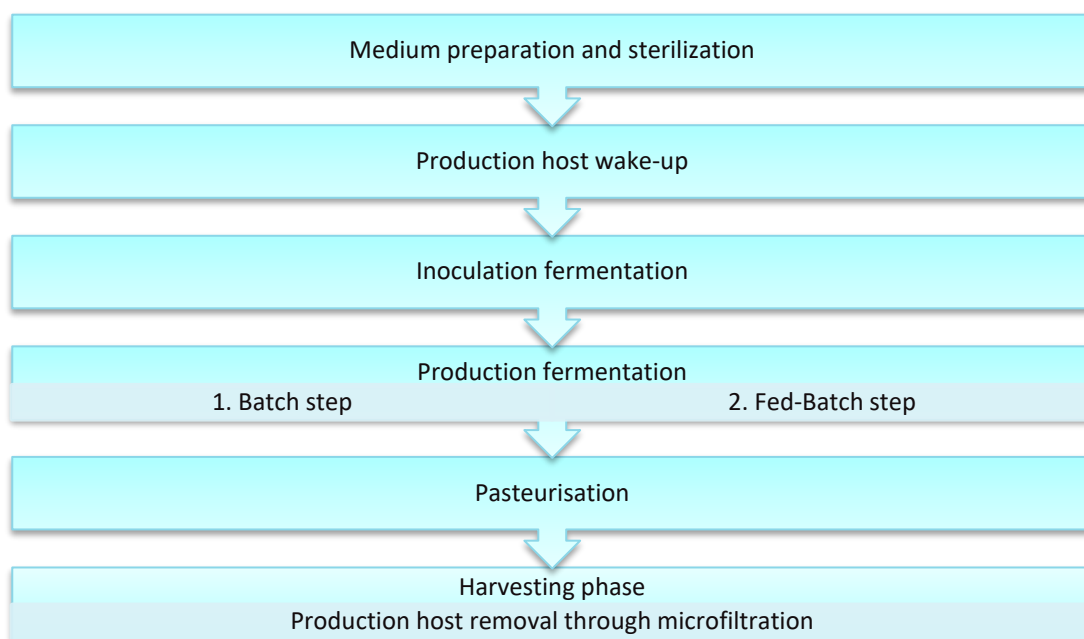 Medium preparation and sterilization
Production host wake-up
Inoculation fermentation
Production fermentation
1. Batch step 2. Fed-Batch step
Pasteurisation
Harvesting phase
Production host removal through microfiltration